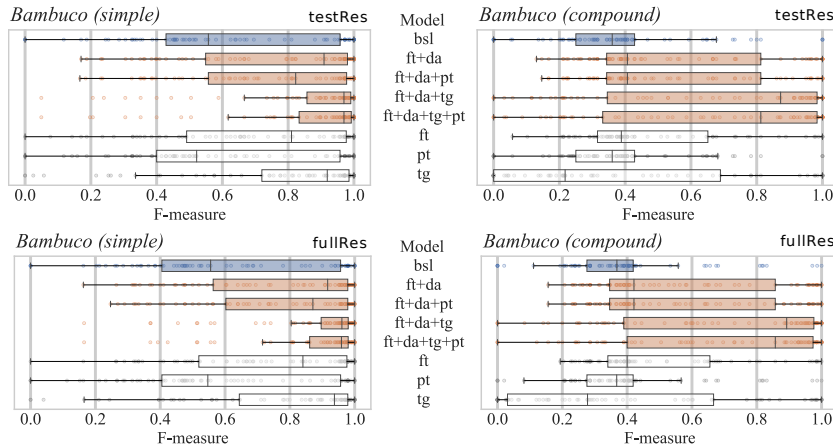 Bambuco (simple) testRes Model Bambuco (compound) testRes
bsl
ft+da
ft+da+pt
ft+da+tg
ft+da+tg+pt
ft
pt
tg
0.0 0.2 0.4 0.6 0.8 1.0 0.0 0.2 0.4 0.6 0.8 1.0
F-measure F-measure
Bambuco (simple) fullRes Model Bambuco (compound) fullRes
bsl
ft+da
ft+da+pt
ft+da+tg
ft+da+tg+pt
ft
pt
tg
0.0 0.2 0.4 0.6 0.8 1.0 0.0 0.2 0.4 0.6 0.8 1.0
F-measure F-measure